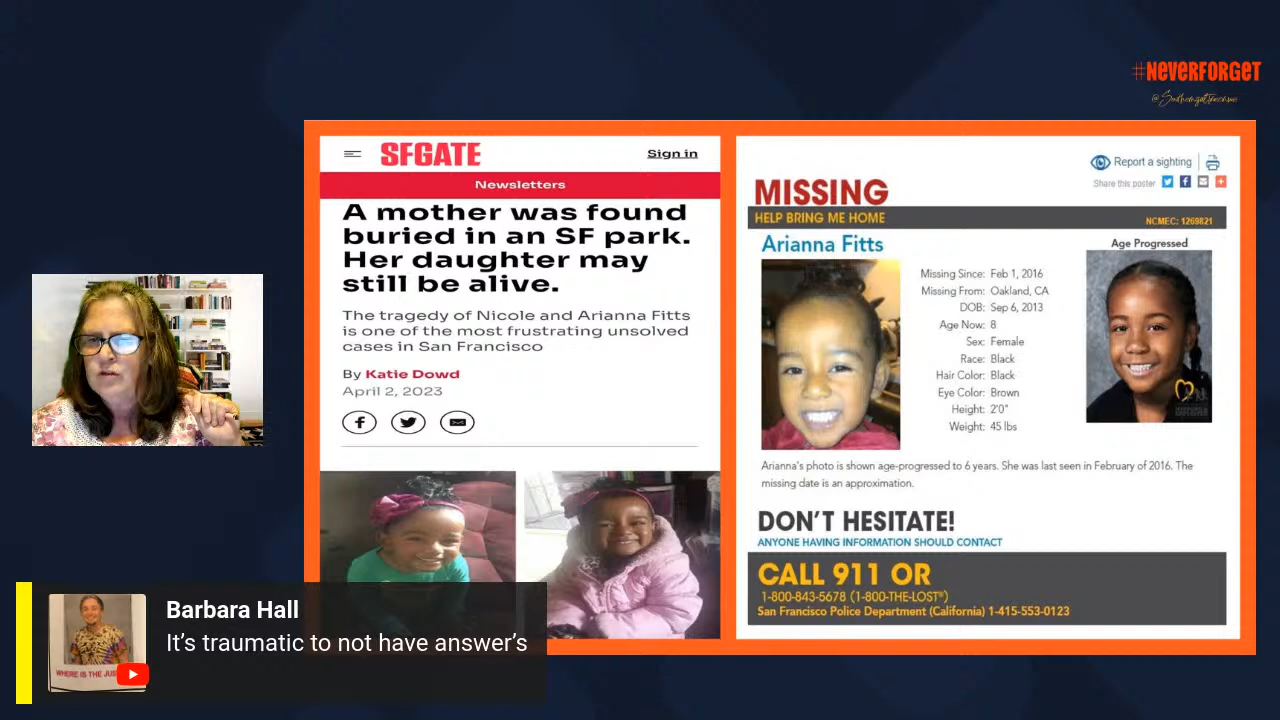 #NEVERFORGET
SFGATE
Sign in
Newsletters
A mother was found
buried in an SF park.
Her daughter may
still be alive.
The tragedy of Nicole and Arianna Fitts
is one of the most frustrating unsolved
cases in San Francisco
By Katie Dowd
April 2, 2023
Report a sighting
Share this poster
MISSING
HELP BRING ME HOME
NCMEC: 1269821
Arianna Fitts
Age Progressed
Missing Since: Feb 1, 2016
Missing From: Oakland, CA
DOB: Sep 6, 2013
Age Now: 8
Sex: Female
Race: Black
Hair Color: Black
Eye Color: Brown
Height: 2'0"
Weight: 45 lbs
Arianna's photo is shown age-progressed to 6 years. She was last seen in February of 2016. The
missing date is an approximation.
DON'T HESITATE!
ANYONE HAVING INFORMATION SHOULD CONTACT
CALL 911 OR
1-800-843-5678 (1-800-THE-LOST®)
San Francisco Police Department (California) 1-415-553-0123
Barbara Hall
It's traumatic to not have answer's
WHERE IS THE